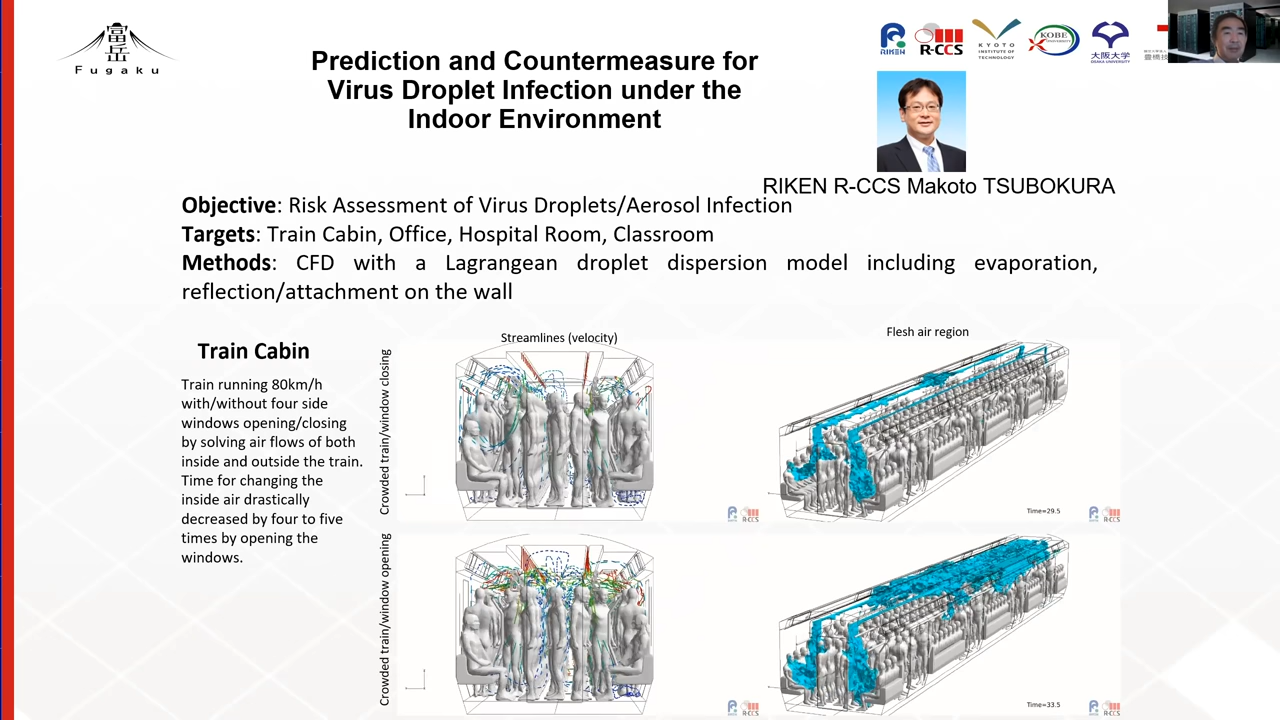 富
岳
Fugaku
RIKEN
R-CCS
KYOTO
INSTITUTE OF
TECHNOLOGY
KOBE
UNIVERSITY
大阪大学
OSAKA UNIVERSITY
Prediction and Countermeasure for
Virus Droplet Infection under the
Indoor Environment
RIKEN R-CCS Makoto TSUBOKURA
Objective: Risk Assessment of Virus Droplets/Aerosol Infection
Targets: Train Cabin, Office, Hospital Room, Classroom
Methods: CFD with a Lagrangean droplet dispersion model including evaporation,
reflection/attachment on the wall
Train Cabin
Train running 80km/h
with/without four side
windows opening/closing
by solving air flows of both
inside and outside the train.
Time for changing the
inside air drastically
decreased by four to five
times by opening the
windows.
Streamlines (velocity)
Flesh air region
Crowded train/window closing
R-CCS
Time=29.5
R-CCS
Crowded train/window opening
R-CCS
Time=33.5
R-CCS